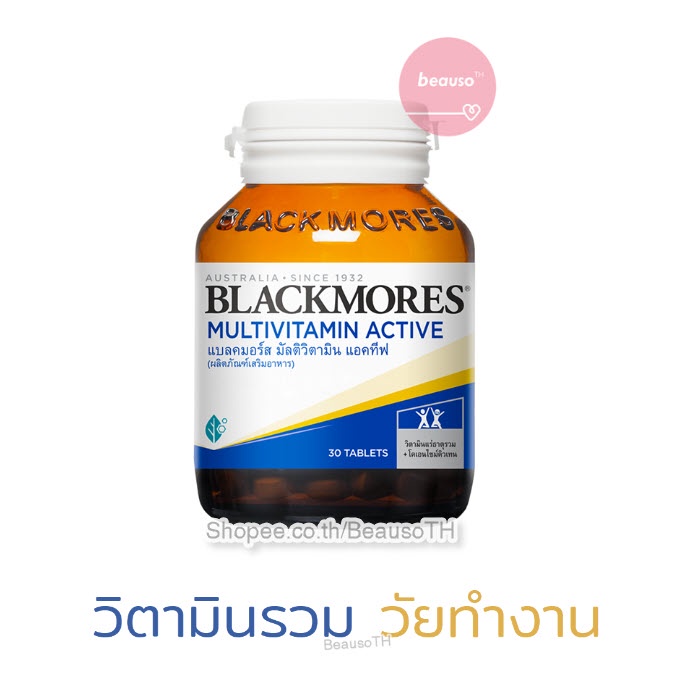 beauso TH
TH
BLACKMORES
AUSTRALIA • SINCE 1932
BLACKMORES®
MULTIVITAMIN ACTIVE
แบลคมอร์ส มัลติวิตามิน แอคทีฟ
(ผลิตภัณฑ์เสริมอาหาร)
30 TABLETS
วิตามินแร่ธาตุรวม
+ โคเอนไซม์คิวเทน
Shopee.co.th/BeausoTH
วิตามินรวม วัยทำงาน
BeausoTH